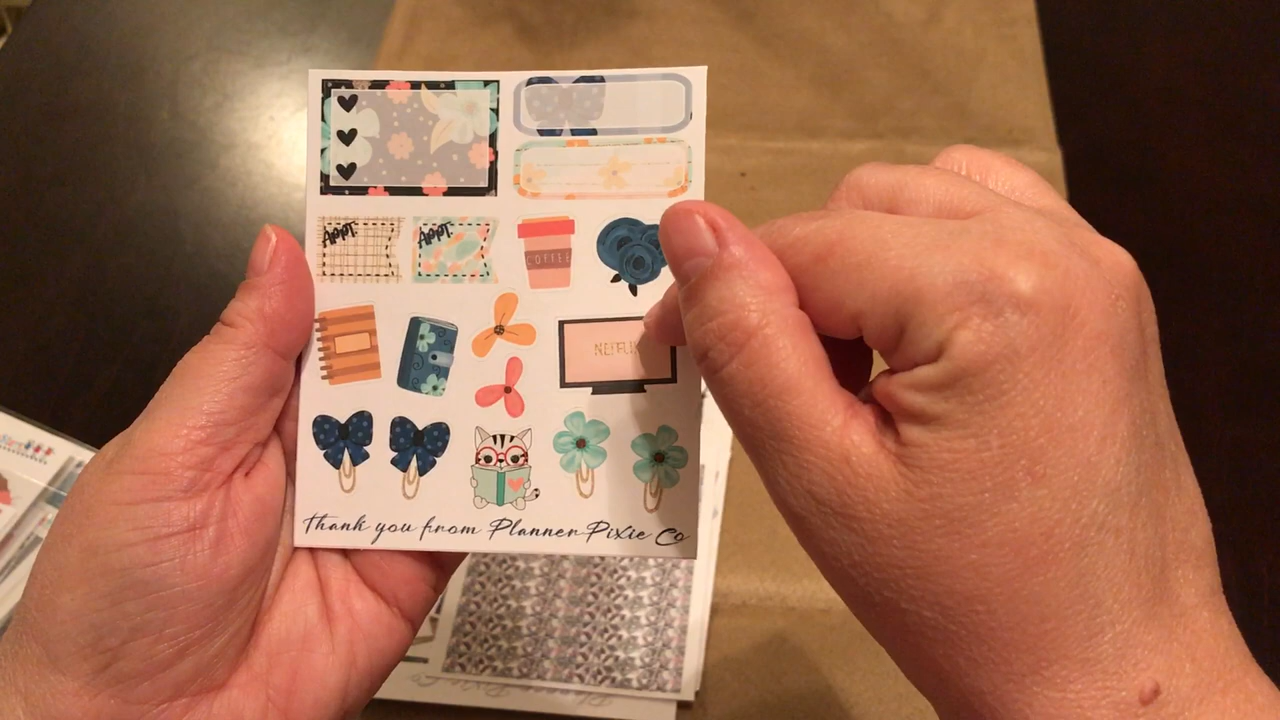 APPT.
APPT.
COFFEE
NETFLIX
Thank you from Planner Pixie Co